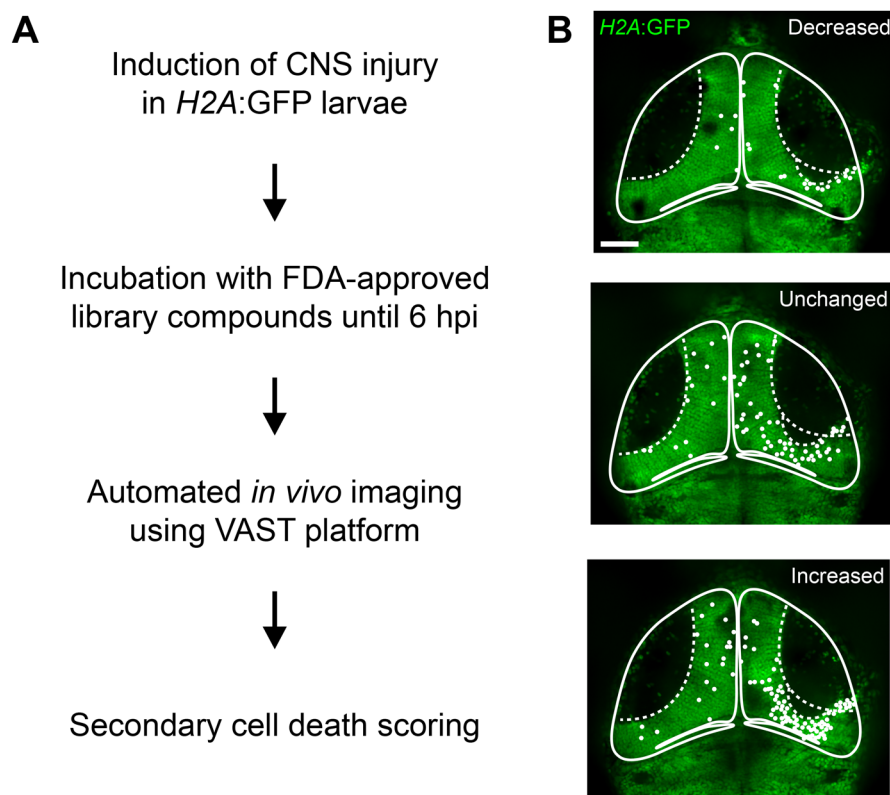 A
Induction of CNS injury
in H2A:GFP larvae
Incubation with FDA-approved
library compounds until 6 hpi
Automated in vivo imaging
using VAST platform
Secondary cell death scoring
B
H2A:GFP
Decreased
Unchanged
Increased